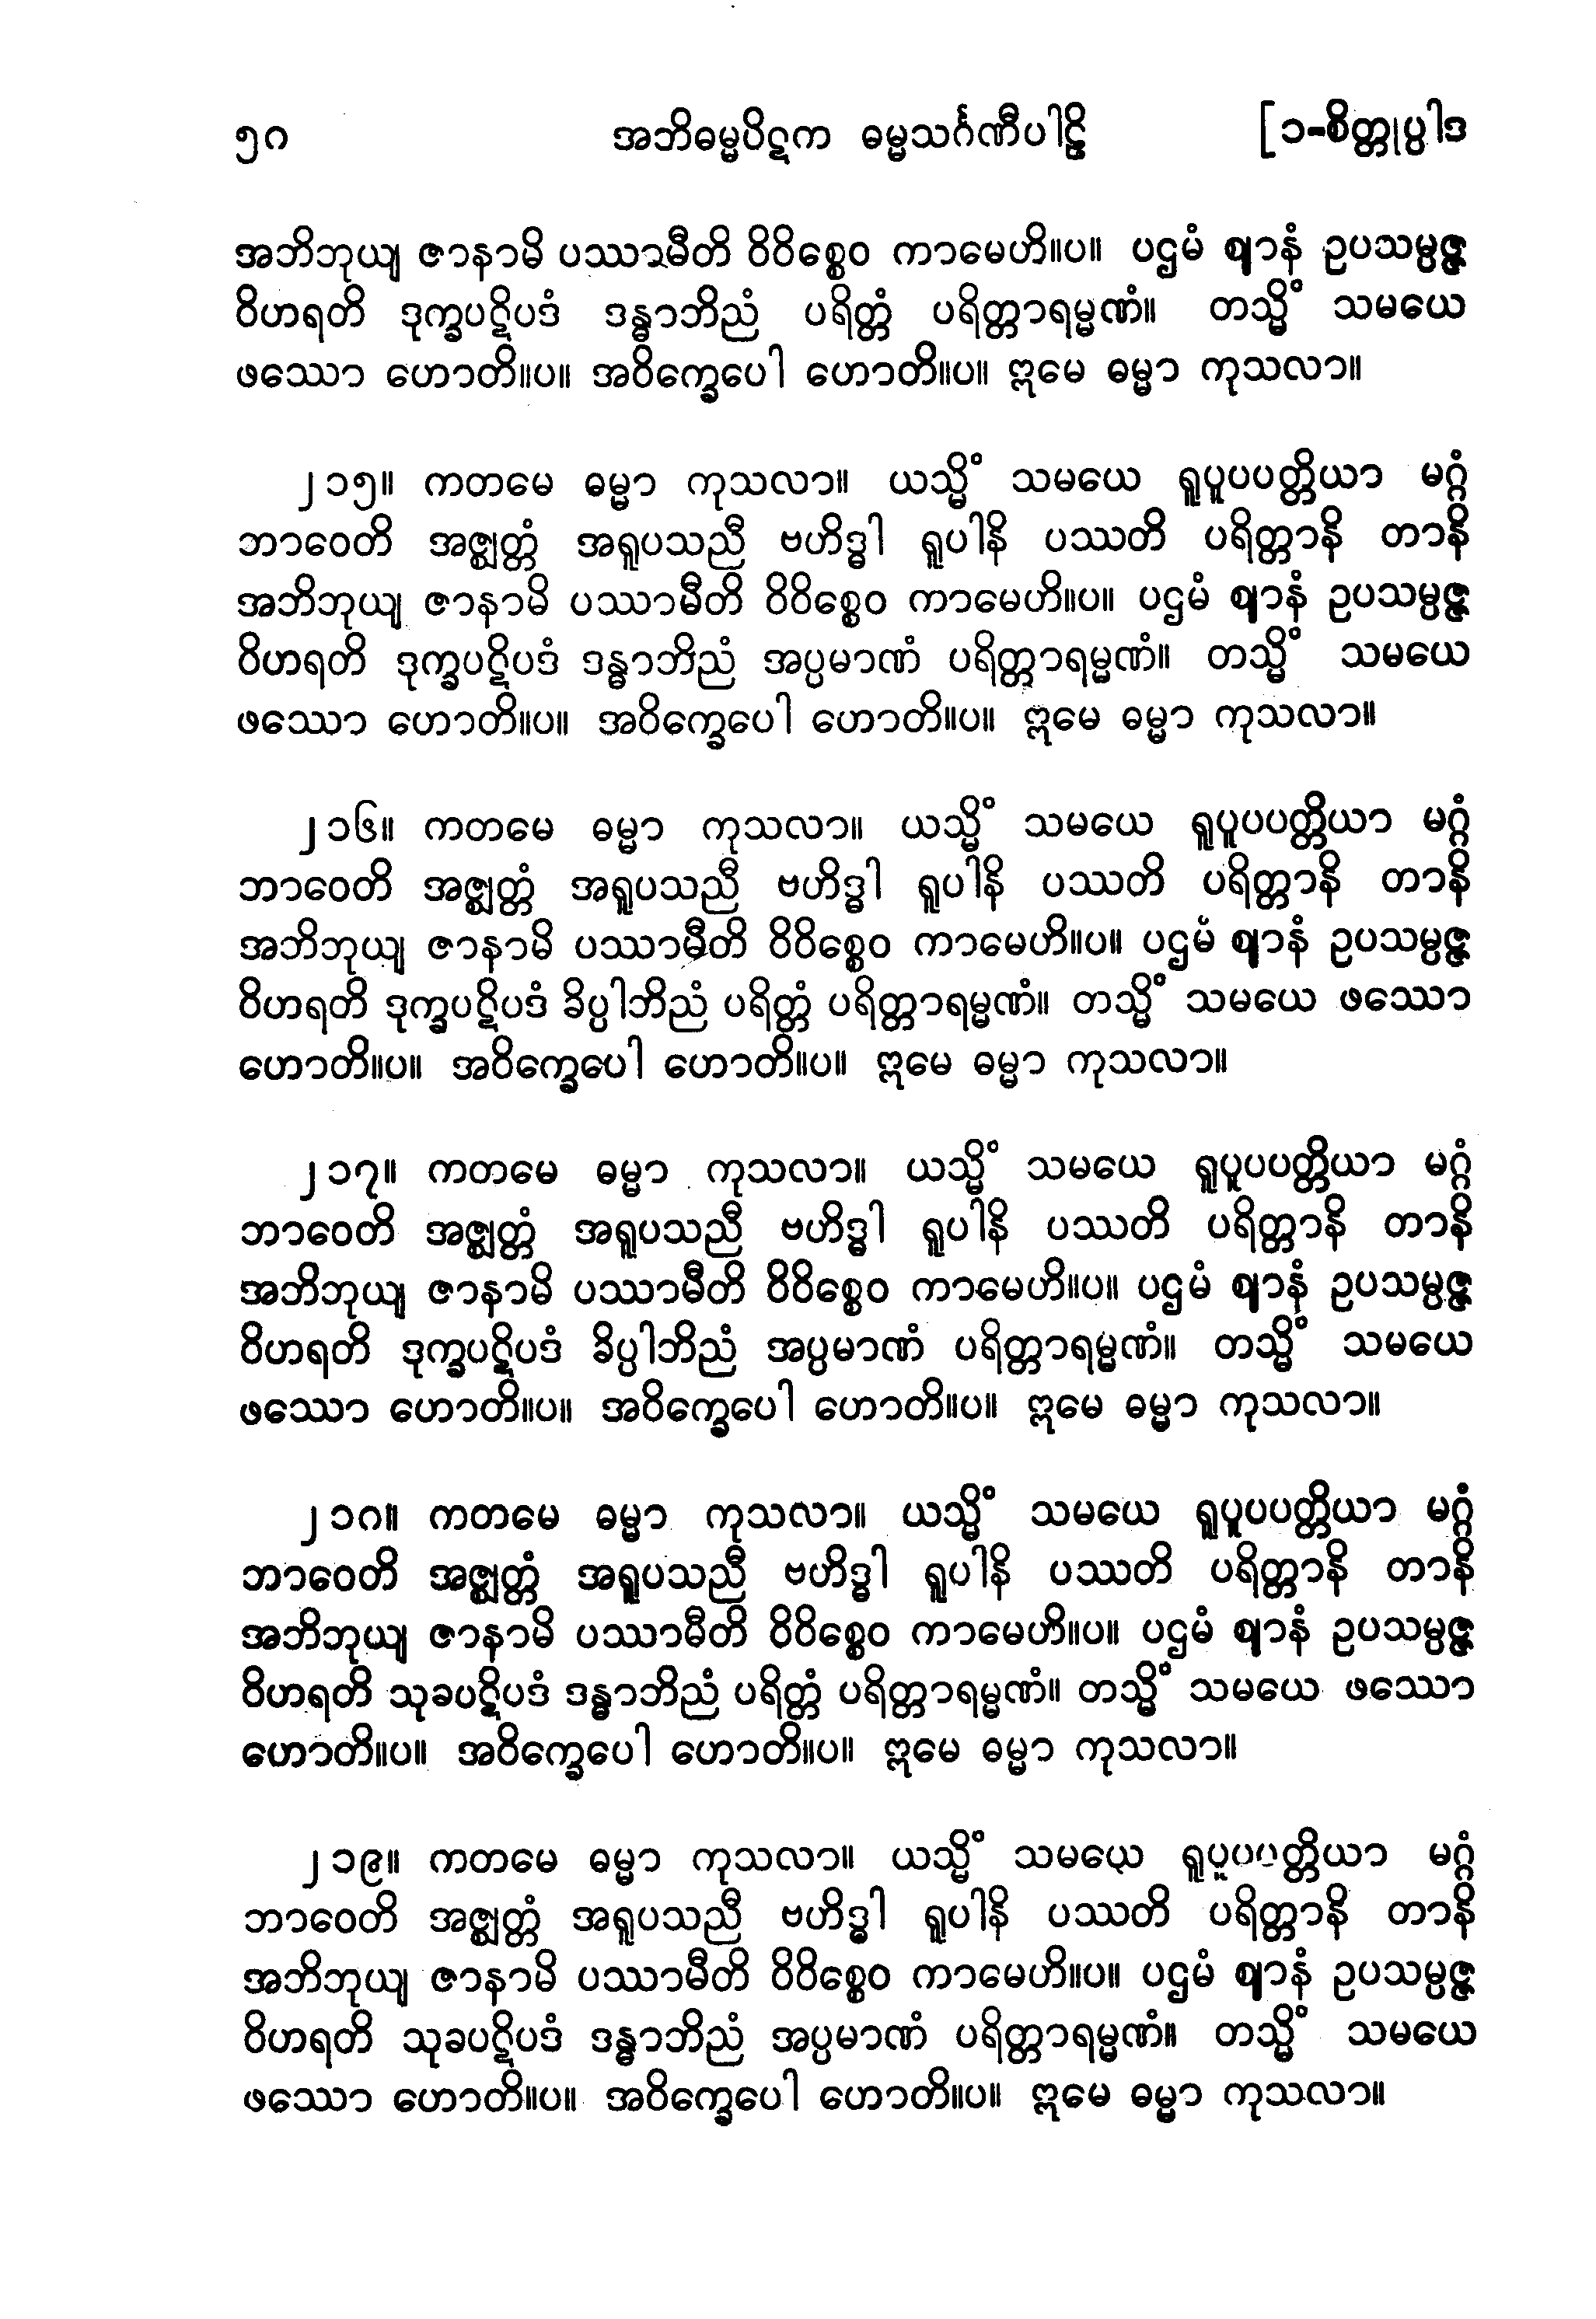 ၅၈ အဘိဓမ္မပိဋက ဓမ္မသင်္ဂဏီပါဠိ [၁-စိတ္တုပ္ပါဒ
အဘိဘုယျ ဇာနာမိ ပဿာမီတိ ဝိဝိစ္စေဝ ကာမေဟိ။ပ။ ပဌမံ ဈာနံ ဥပသမ္ပဇ္ဇ
ဝိဟရတိ ဒုက္ခပဋိပဒံ ဒန္ဓာဘိညံ ပရိတ္တံ ပရိတ္တာရမ္မဏံ။ တသ္မိံ သမယေ
ဖဿော ဟောတိ။ပ။ အဝိက္ခေပေါ ဟောတိ။ပ။ ဣမေ ဓမ္မာ ကုသလာ။
၂၁၅။ ကတမေ ဓမ္မာ ကုသလာ။ ယသ္မိံ သမယေ ရူပူပပတ္တိယာ မဂ္ဂံ
ဘာဝေတိ အဇ္ဈတ္တံ အရူပသညီ ဗဟိဒ္ဓါ ရူပါနိ ပဿတိ ပရိတ္တာနိ တာနိ
အဘိဘုယျ ဇာနာမိ ပဿာမီတိ ဝိဝိစ္စေဝ ကာမေဟိ။ပ။ ပဌမံ ဈာနံ ဥပသမ္ပဇ္ဇ
ဝိဟရတိ ဒုက္ခပဋိပဒံ ဒန္ဓာဘိညံ အပ္ပမာဏံ ပရိတ္တာရမ္မဏံ။ တသ္မိံ သမယေ
ဖဿော ဟောတိ။ပ။ အဝိက္ခေပေါ ဟောတိ။ပ။ ဣမေ ဓမ္မာ ကုသလာ။
၂၁၆။ ကတမေ ဓမ္မာ ကုသလာ။ ယသ္မိံ သမယေ ရူပူပပတ္တိယာ မဂ္ဂံ
ဘာဝေတိ အဇ္ဈတ္တံ အရူပသညီ ဗဟိဒ္ဓါ ရူပါနိ ပဿတိ ပရိတ္တာနိ တာနိ
အဘိဘုယျ ဇာနာမိ ပဿာမီတိ ဝိဝိစ္စေဝ ကာမေဟိ။ပ။ ပဌမံ ဈာနံ ဥပသမ္ပဇ္ဇ
ဝိဟရတိ ဒုက္ခပဋိပဒံ ခိပ္ပါဘိညံ ပရိတ္တံ ပရိတ္တာရမ္မဏံ။ တသ္မိံ သမယေ ဖဿော
ဟောတိ။ပ။ အဝိက္ခေပေါ ဟောတိ။ပ။ ဣမေ ဓမ္မာ ကုသလာ။
၂၁၇။ ကတမေ ဓမ္မာ ကုသလာ။ ယသ္မိံ သမယေ ရူပူပပတ္တိယာ မဂ္ဂံ
ဘာဝေတိ အဇ္ဈတ္တံ အရူပသညီ ဗဟိဒ္ဓါ ရူပါနိ ပဿတိ ပရိတ္တာနိ တာနိ
အဘိဘုယျ ဇာနာမိ ပဿာမီတိ ဝိဝိစ္စေဝ ကာမေဟိ။ပ။ ပဌမံ ဈာနံ ဥပသမ္ပဇ္ဇ
ဝိဟရတိ ဒုက္ခပဋိပဒံ ခိပ္ပါဘိညံ အပ္ပမာဏံ ပရိတ္တာရမ္မဏံ။ တသ္မိံ သမယေ
ဖဿော ဟောတိ။ပ။ အဝိက္ခေပေါ ဟောတိ။ပ။ ဣမေ ဓမ္မာ ကုသလာ။
၂၁၈။ ကတမေ ဓမ္မာ ကုသလာ။ ယသ္မိံ သမယေ ရူပူပပတ္တိယာ မဂ္ဂံ
ဘာဝေတိ အဇ္ဈတ္တံ အရူပသညီ ဗဟိဒ္ဓါ ရူပါနိ ပဿတိ ပရိတ္တာနိ တာနိ
အဘိဘုယျ ဇာနာမိ ပဿာမီတိ ဝိဝိစ္စေဝ ကာမေဟိ။ပ။ ပဌမံ ဈာနံ ဥပသမ္ပဇ္ဇ
ဝိဟရတိ သုခပဋိပဒံ ဒန္ဓာဘိညံ ပရိတ္တံ ပရိတ္တာရမ္မဏံ။ တသ္မိံ သမယေ ဖဿော
ဟောတိ။ပ။ အဝိက္ခေပေါ ဟောတိ။ပ။ ဣမေ ဓမ္မာ ကုသလာ။
၂၁၉။ ကတမေ ဓမ္မာ ကုသလာ။ ယသ္မိံ သမယေ ရူပူပပတ္တိယာ မဂ္ဂံ
ဘာဝေတိ အဇ္ဈတ္တံ အရူပသညီ ဗဟိဒ္ဓါ ရူပါနိ ပဿတိ ပရိတ္တာနိ တာနိ
အဘိဘုယျ ဇာနာမိ ပဿာမီတိ ဝိဝိစ္စေဝ ကာမေဟိ။ပ။ ပဌမံ ဈာနံ ဥပသမ္ပဇ္ဇ
ဝိဟရတိ သုခပဋိပဒံ ဒန္ဓာဘိညံ အပ္ပမာဏံ ပရိတ္တာရမ္မဏံ။ တသ္မိံ သမယေ
ဖဿော ဟောတိ။ပ။ အဝိက္ခေပေါ ဟောတိ။ပ။ ဣမေ ဓမ္မာ ကုသလာ။